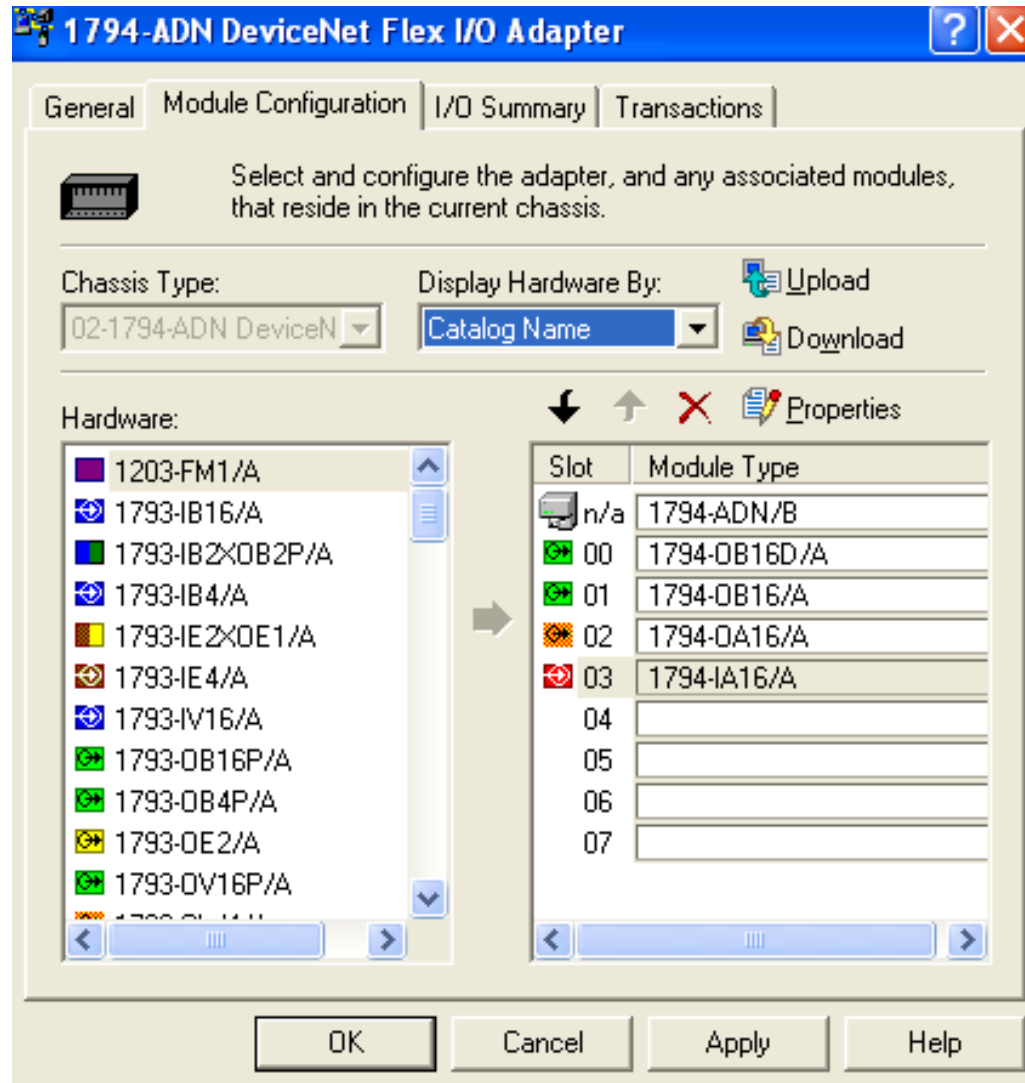 1794-ADN DeviceNet Flex I/O Adapter
General Module Configuration I/O Summary Transactions
Select and configure the adapter, and any associated modules,
that reside in the current chassis.
Chassis Type: Display Hardware By: Upload
02-1794-ADN DeviceN Catalog Name Download
Hardware: Properties
Slot Module Type
1203-FM1/A
1793-IB16/A
1793-IB2XOB2P/A
1793-IB4/A
1793-IE2XOE1/A
1793-IE4/A
1793-IV16/A
1793-OB16P/A
1793-OB4P/A
1793-OE2/A
1793-OV16P/A
n/a 1794-ADN/B
00 1794-OB16D/A
01 1794-OB16/A
02 1794-OA16/A
03 1794-IA16/A
04
05
06
07
OK Cancel Apply Help